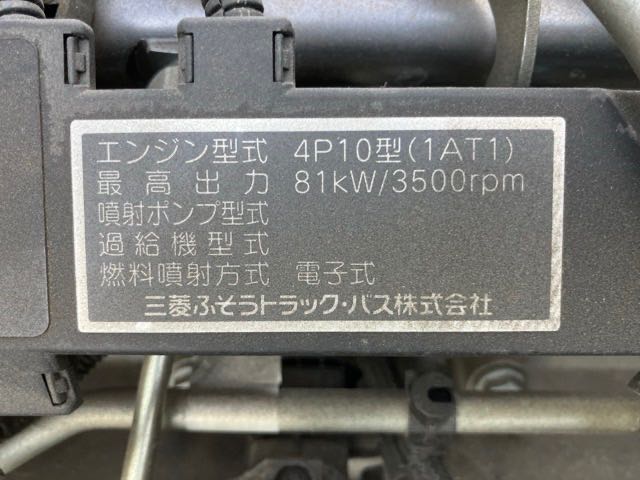 エンジン型式 4P10型(1AT1)
最高出力 81kW/3500rpm
噴射ポンプ型式
過給機型式
燃料噴射方式 電子式
三菱ふそうトラック・バス株式会社